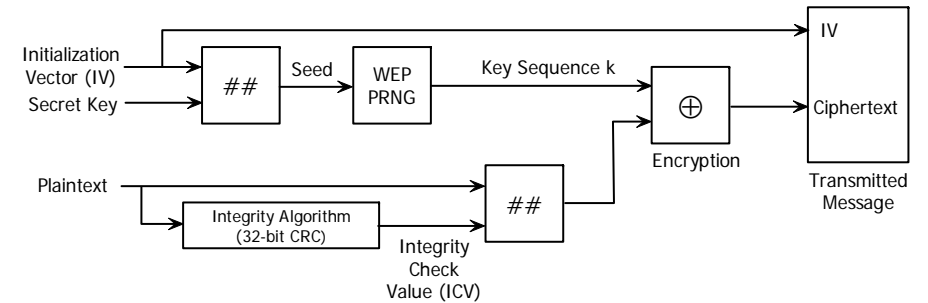 Initialization
Vector (IV)
Secret Key
##
Seed
WEP
PRNG
Key Sequence k
⊕
Encryption
IV
Ciphertext
Transmitted
Message
Plaintext
Integrity Algorithm
(32-bit CRC)
Integrity
Check
Value (ICV)
##